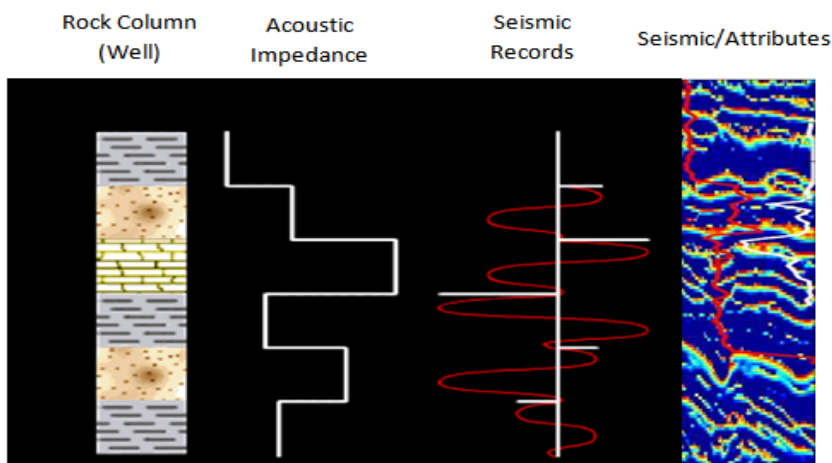 Rock Column
(Well)
Acoustic
Impedance
Seismic
Records
Seismic/Attributes